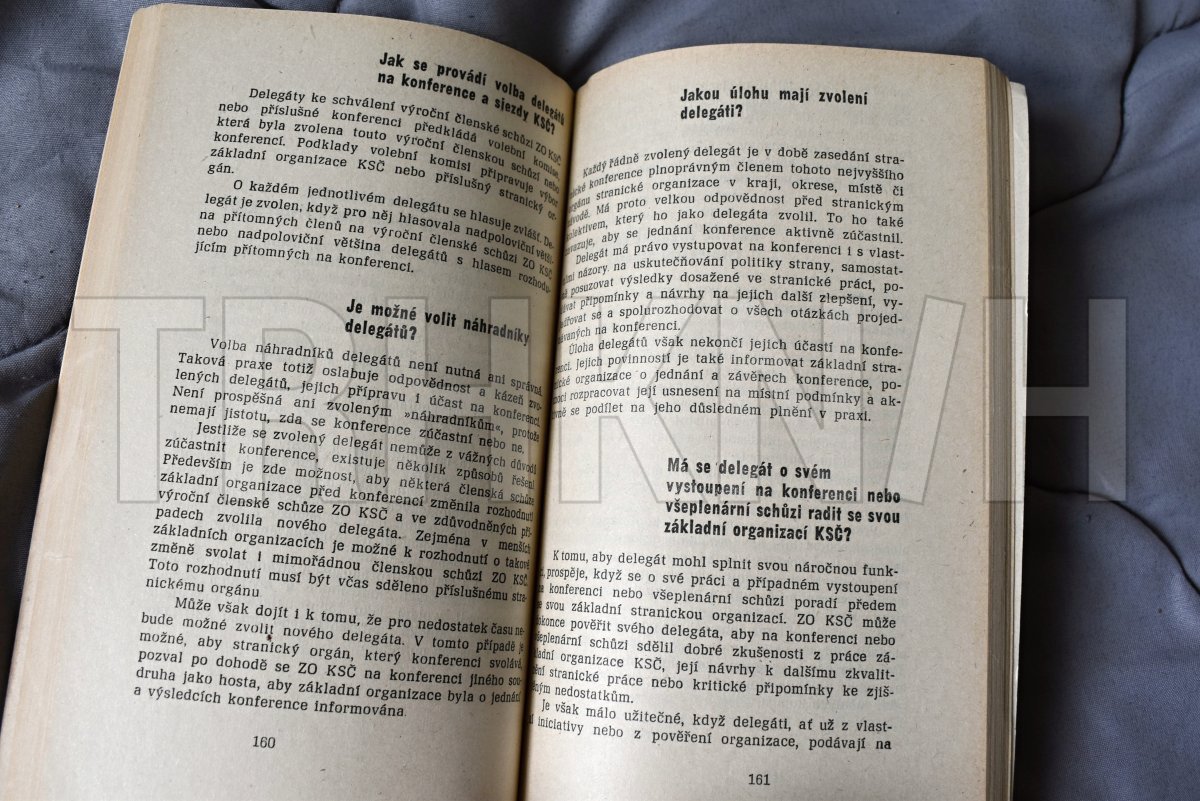 Jak se provádí volba delegátů
na konference a sjezdy KSČ?
Delegáty ke schválení výroční členské schůzi ZO KSČ
nebo příslušné konferenci předkládá volební komise,
která byla zvolena touto výroční členskou schůzí nebo
konferencí. Podklady volební komisi připravuje výbor
základní organizace KSČ nebo příslušný stranický or-
gán.
O každém jednotlivém delegátu se hlasuje zvlášť. De-
legát je zvolen, když pro něj hlasovala nadpoloviční větši-
na přítomných členů na výroční členské schůzi ZO KSČ
nebo nadpoloviční většina delegátů s hlasem rozhodu-
jícím přítomných na konferenci.
Je možné volit náhradníky
delegátů?
Volba náhradníků delegátů není nutná ani správná.
Taková praxe totiž oslabuje odpovědnost a kázeň zvo-
lených delegátů, jejich přípravu i účast na konferenci.
Není prospěšná ani zvoleným »náhradníkům«, protože
nemají jistotu, zda se konference zúčastní nebo ne.
Jestliže se zvolený delegát nemůže z vážných důvodů
zúčastnit konference, existuje několik způsobů řešení.
Především je zde možnost, aby některá členská schůze
základní organizace před konferencí změnila rozhodnutí
výroční členské schůze ZO KSČ a ve zdůvodněných pří-
padech zvolila nového delegáta. Zejména v menších
základních organizacích je možné k rozhodnutí o takové
změně svolat i mimořádnou členskou schůzi ZO KSČ.
Toto rozhodnutí musí být včas sděleno příslušnému stra-
nickému orgánu
Může však dojít i k tomu, že pro nedostatek času ne-
bude možné zvolit nového delegáta. V tomto případě je
možné, aby stranický orgán, který konferenci svolává,
pozval po dohodě se ZO KSČ na konferenci jiného sou-
druha jako hosta, aby základní organizace byla o jednání
a výsledcích konference informována
160
Jakou úlohu mají zvolení
delegáti?
Každý řádně zvolený delegát je v době zasedání stra-
nické konference plnoprávným členem tohoto nejvyššího
orgánu stranické organizace v kraji, okrese, místě či
závodě. Má proto velkou odpovědnost před stranickým
kolektivem, který ho jako delegáta zvolil. To ho také
zavazuje, aby se jednání konference aktivně zúčastnil.
Delegát má právo vystupovat na konferenci i s vlast-
ními názory. na uskutečňování politiky strany, samostat-
ně posuzovat výsledky dosažené ve stranické práci, po-
dávat připomínky a návrhy na jejich další zlepšení, vy-
jadřovat se a spolurozhodovat o všech otázkách projed-
návaných na konferenci.
Úloha delegátů však nekončí jejich účastí na konfe-
renci. Jejich povinností je také informovat základní stra-
nické organizace o jednání a závěrech konference, po-
moci rozpracovat její usnesení na místní podmínky a ak-
tivně se podílet na jeho důsledném plnění v praxi.
Má se delegát o svém
vystoupení na konferenci nebo
všeplenární schůzi radit se svou
základní organizací KSČ?
K tomu, aby delegát mohl splnit svou náročnou funk-
ci, prospěje, když se o své práci a případném vystoupení
na konferenci nebo všeplenární schůzi poradí předem
se svou základní stranickou organizací. ZO KSČ může
dokonce pověřit svého delegáta, aby na konferenci nebo
všeplenární schůzi sdělil dobré zkušenosti z práce zá-
kladní organizace KSČ, její návrhy k dalšímu zkvalit-
nění stranické práce nebo kritické připomínky ke zjiš-
těným nedostatkům.
Je však málo užitečné, když delegáti, ať už z vlast-
ní iniciativy nebo z pověření organizace, podávají na
161
TRHKNIH